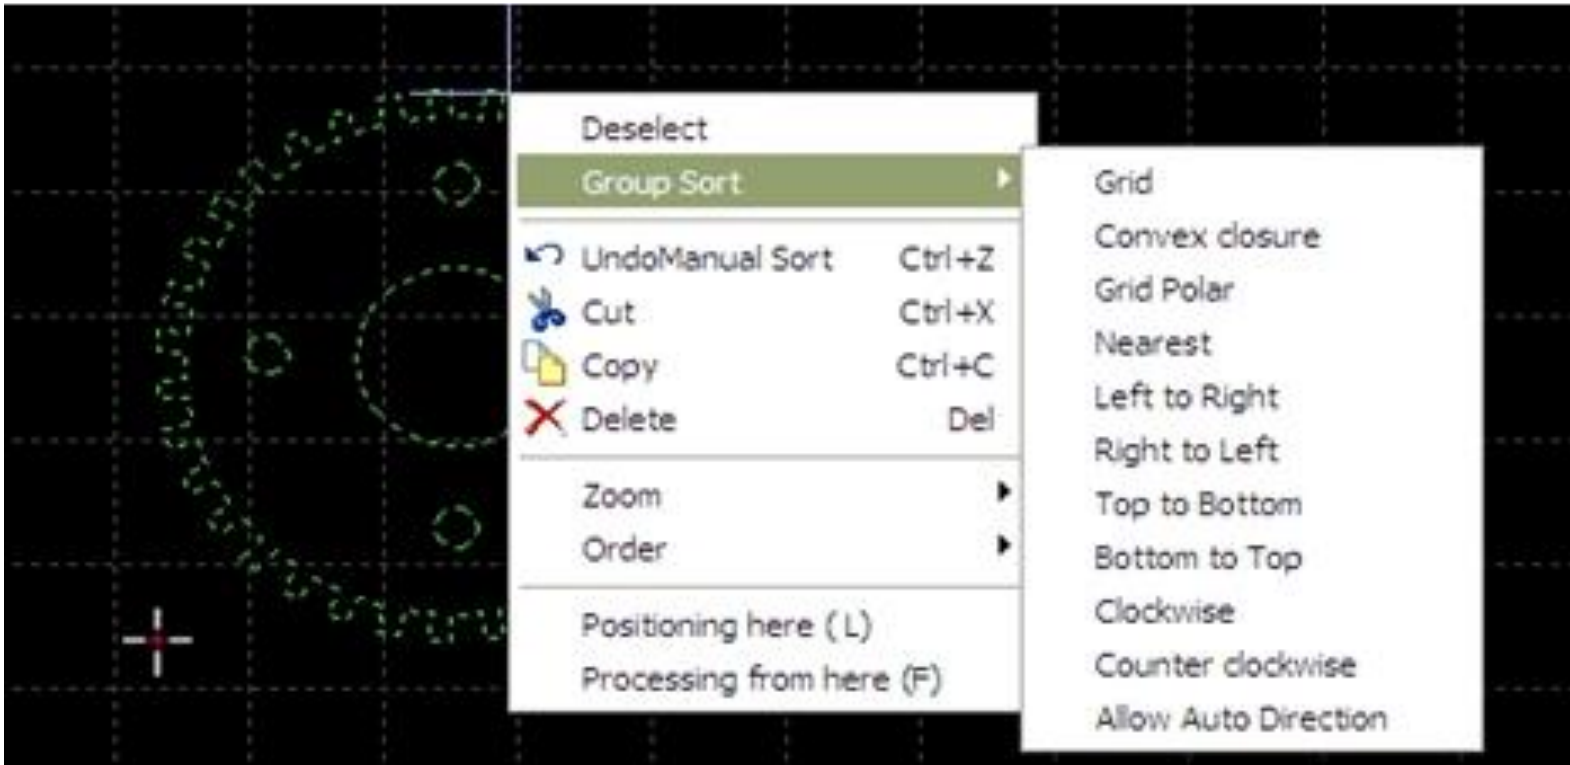 Deselect
Group Sort
UndoManual Sort Ctrl+Z
Cut Ctrl+X
Copy Ctrl+C
Delete Del
Zoom
Order
Positioning here ( L)
Processing from here (F)
Grid
Convex closure
Grid Polar
Nearest
Left to Right
Right to Left
Top to Bottom
Bottom to Top
Clockwise
Counter clockwise
Allow Auto Direction